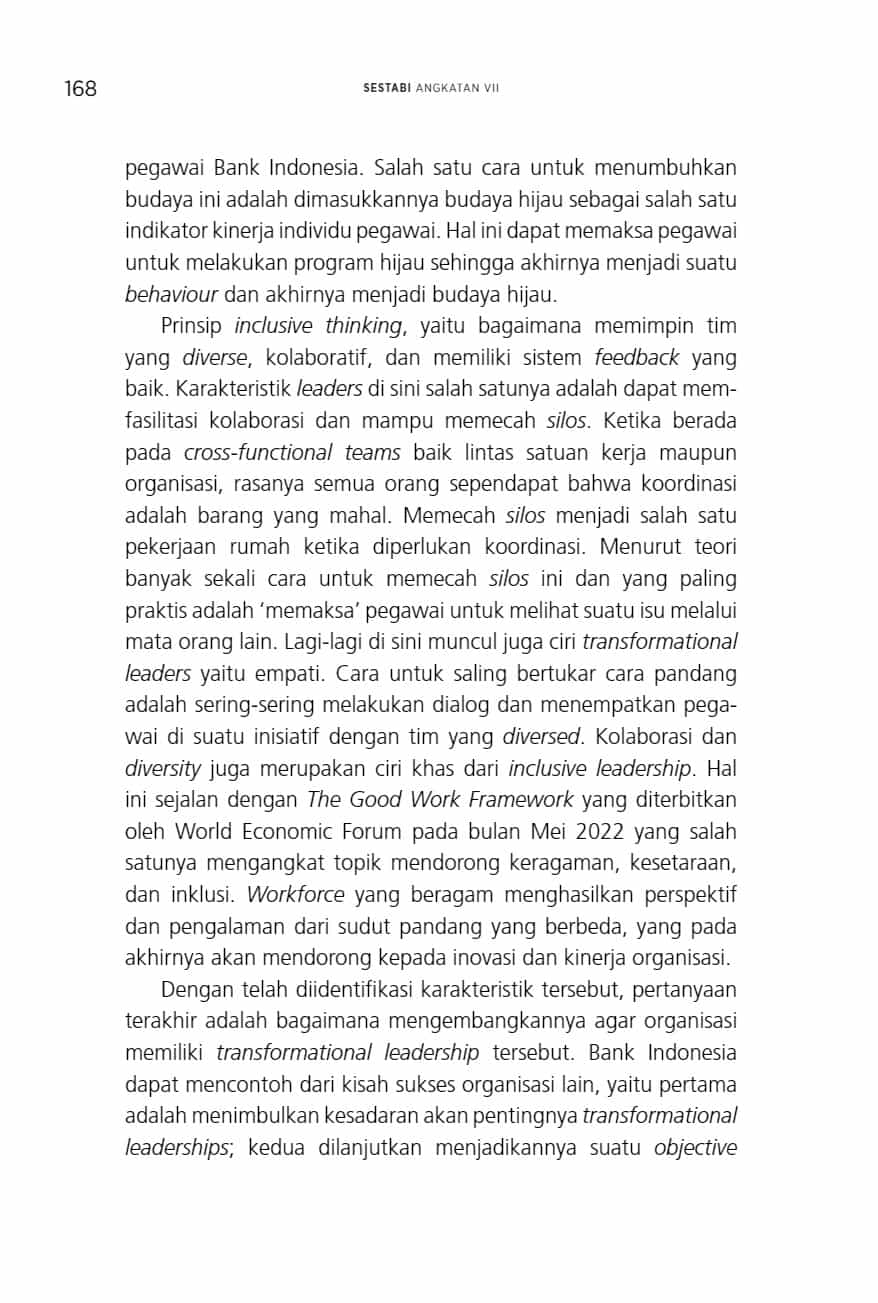 168
SESTABI ANGKATAN VII
pegawai Bank Indonesia. Salah satu cara untuk menumbuhkan
budaya ini adalah dimasukkannya budaya hijau sebagai salah satu
indikator kinerja individu pegawai. Hal ini dapat memaksa pegawai
untuk melakukan program hijau sehingga akhirnya menjadi suatu
behaviour dan akhirnya menjadi budaya hijau.
Prinsip inclusive thinking, yaitu bagaimana memimpin tim
yang diverse, kolaboratif, dan memiliki sistem feedback yang
baik. Karakteristik leaders di sini salah satunya adalah dapat mem-
fasilitasi kolaborasi dan mampu memecah silos. Ketika berada
pada cross-functional teams baik lintas satuan kerja maupun
organisasi, rasanya semua orang sependapat bahwa koordinasi
adalah barang yang mahal. Memecah silos menjadi salah satu
pekerjaan rumah ketika diperlukan koordinasi. Menurut teori
banyak sekali cara untuk memecah silos ini dan yang paling
praktis adalah ‘memaksa’ pegawai untuk melihat suatu isu melalui
mata orang lain. Lagi-lagi di sini muncul juga ciri transformational
leaders yaitu empati. Cara untuk saling bertukar cara pandang
adalah sering-sering melakukan dialog dan menempatkan pega-
wai di suatu inisiatif dengan tim yang diversed. Kolaborasi dan
diversity juga merupakan ciri khas dari inclusive leadership. Hal
ini sejalan dengan The Good Work Framework yang diterbitkan
oleh World Economic Forum pada bulan Mei 2022 yang salah
satunya mengangkat topik mendorong keragaman, kesetaraan,
dan inklusi. Workforce yang beragam menghasilkan perspektif
dan pengalaman dari sudut pandang yang berbeda, yang pada
akhirnya akan mendorong kepada inovasi dan kinerja organisasi.
Dengan telah diidentifikasi karakteristik tersebut, pertanyaan
terakhir adalah bagaimana mengembangkannya agar organisasi
memiliki transformational leadership tersebut. Bank Indonesia
dapat mencontoh dari kisah sukses organisasi lain, yaitu pertama
adalah menimbulkan kesadaran akan pentingnya transformational
leaderships; kedua dilanjutkan menjadikannya suatu objective